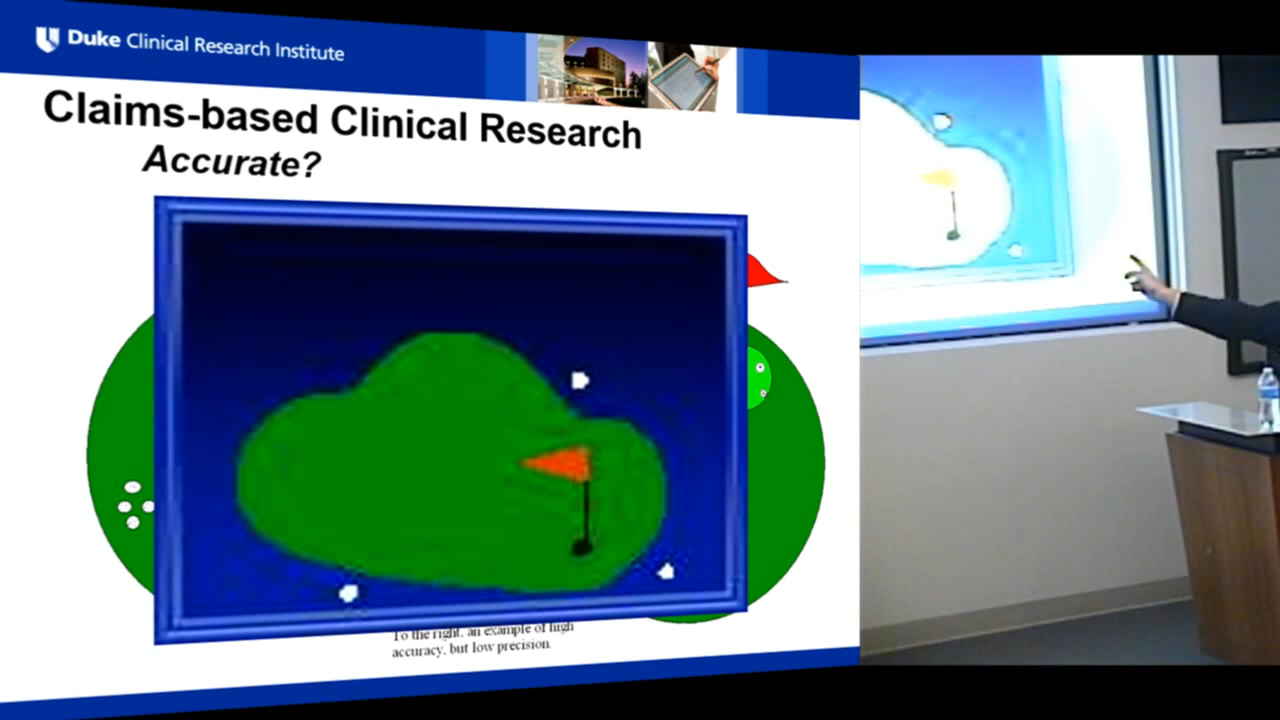 Duke Clinical Research Institute
Claims-based Clinical Research
Accurate?
To the right, an example of high
accuracy, but low precision.